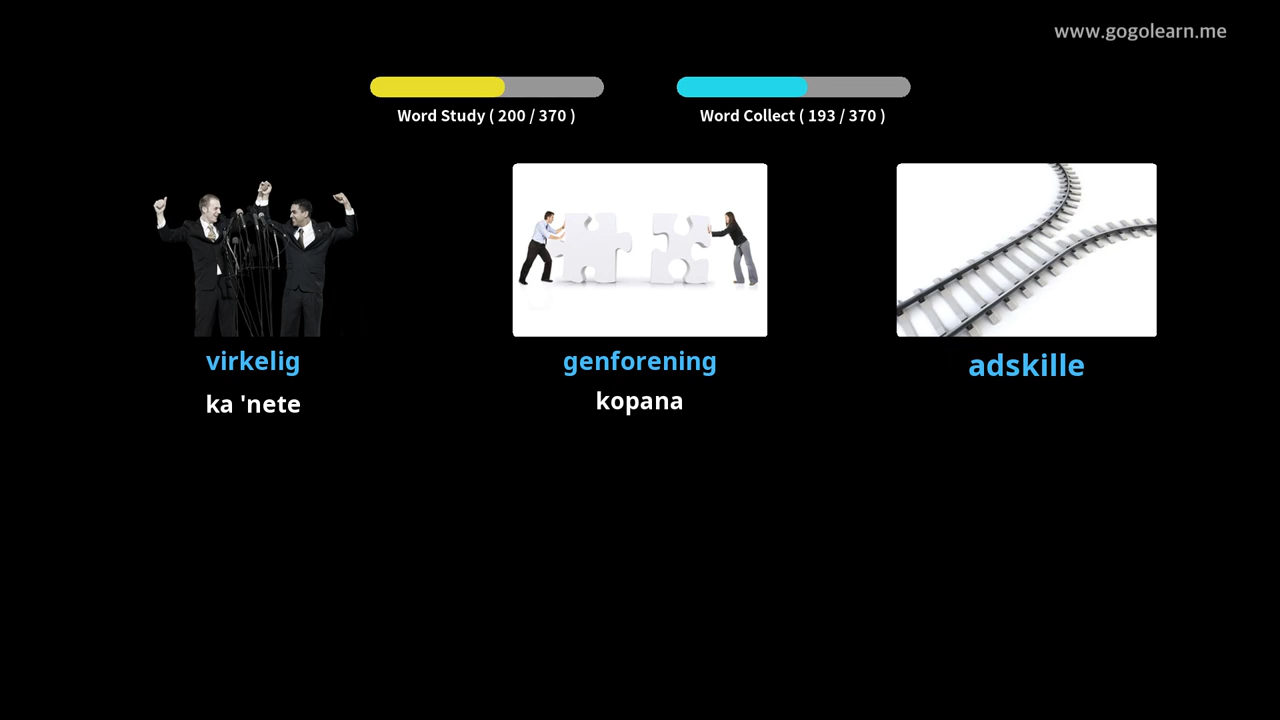 www.gogolearn.me
Word Study ( 200 / 370 )
Word Collect ( 193 / 370 )
virkelig
genforening
adskille
ka 'nete
kopana